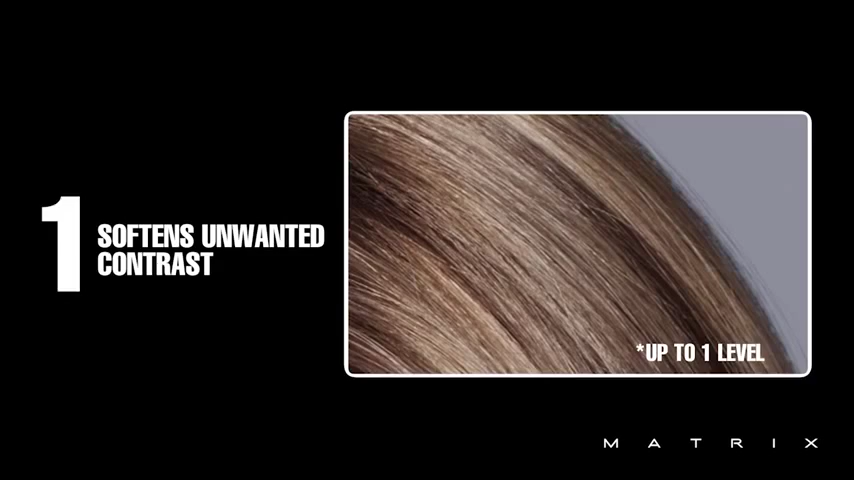 1
SOFTENS UNWANTED
CONTRAST
*UP TO 1 LEVEL
MATRIX